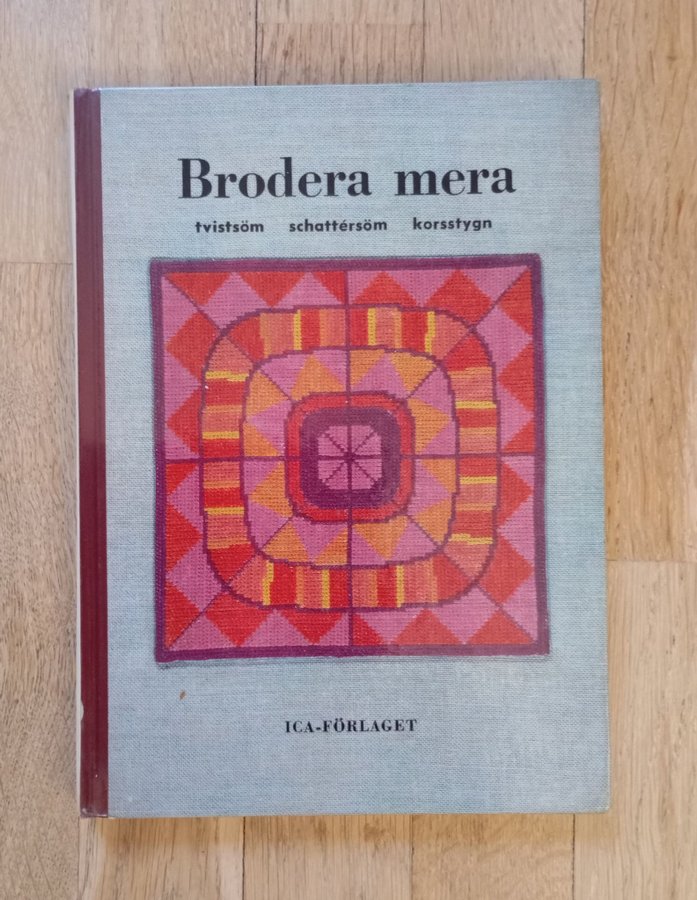 Brodera mera
tvistsöm schattérsöm korsstygn
ICA-FÖRLAGET